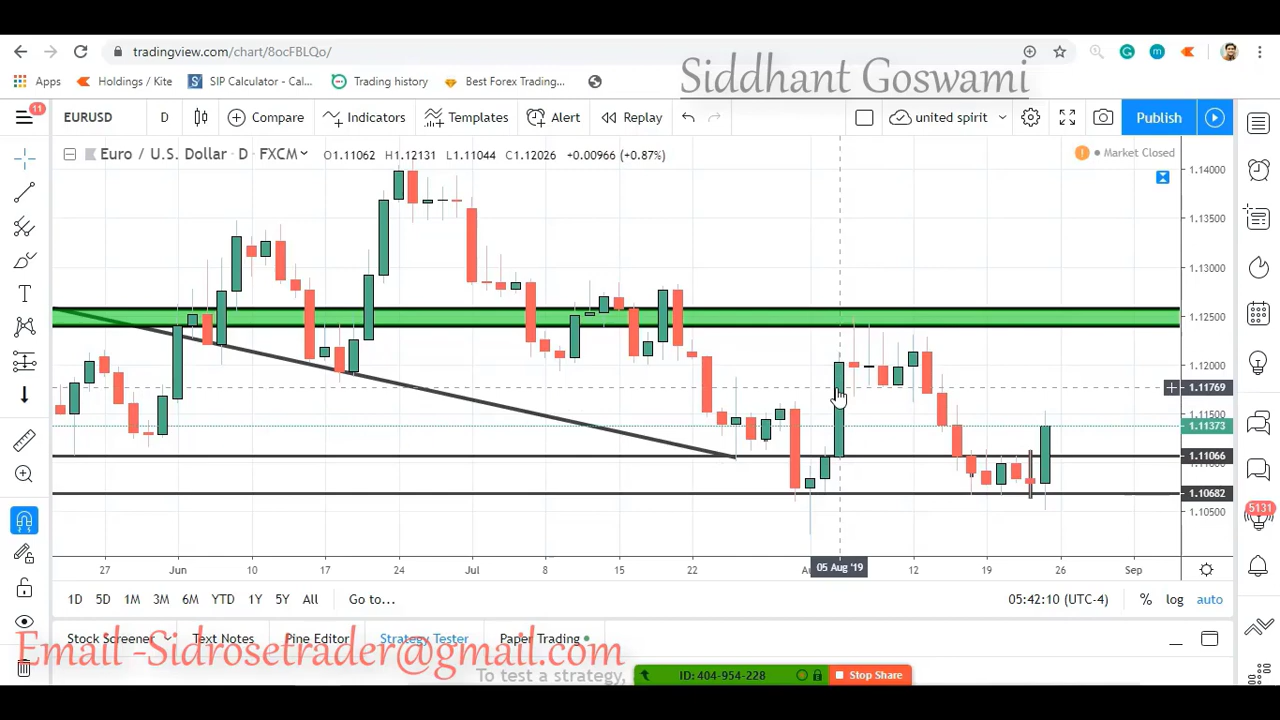 tradingview.com/chart/8ocFBLQo/
Siddhant Goswami
Apps Holdings / Kite SIP Calculator - Cal... Trading history Best Forex Trading...
11
EURUSD D Compare Indicators Templates Alert Replay united spirit Publish
Euro / U.S. Dollar D FXCM O1.11062 H1.12131 L1.11044 C1.12026 +0.00966 (+0.87%)
Market Closed
1.14000
1.13500
1.13000
1.12500
1.12000
1.11769
1.11500
1.11373
1.11066
1.11000
1.10682
1.10500
5131
27 Jun 10 17 24 Jul 8 15 22 05 Aug '19 12 19 26 Sep
1D 5D 1M 3M 6M YTD 1Y 5Y All Go to... 05:42:10 (UTC-4) % log auto
Stock Screener Text Notes Pine Editor Strategy Tester Paper Trading
Email -Sidrosetrader@gmail.com
To test a strategy,
ID: 404-954-228 Stop Share